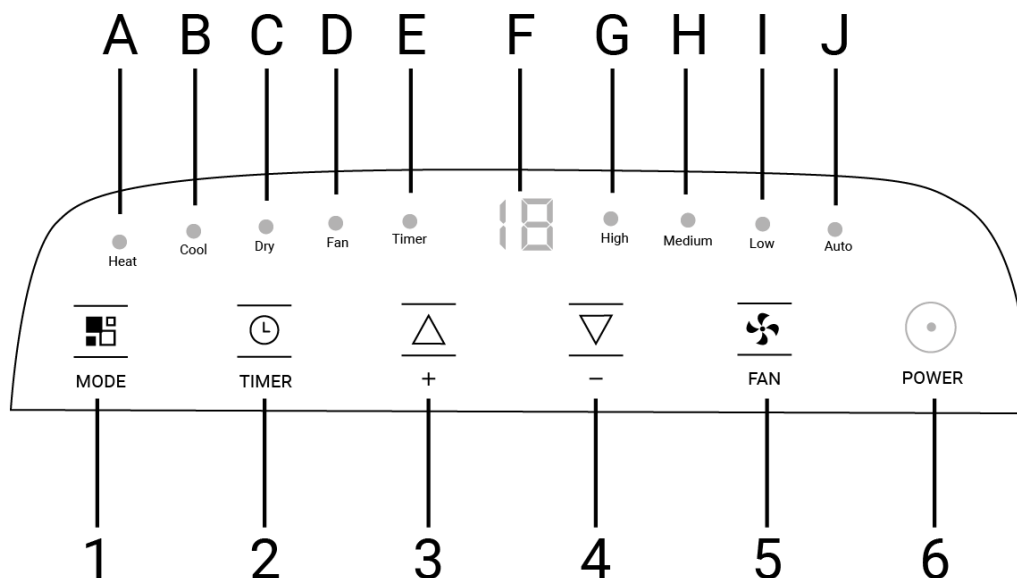 A B C D E F G H I J
Heat Cool Dry Fan Timer 18 High Medium Low Auto
MODE TIMER + − FAN POWER
1 2 3 4 5 6